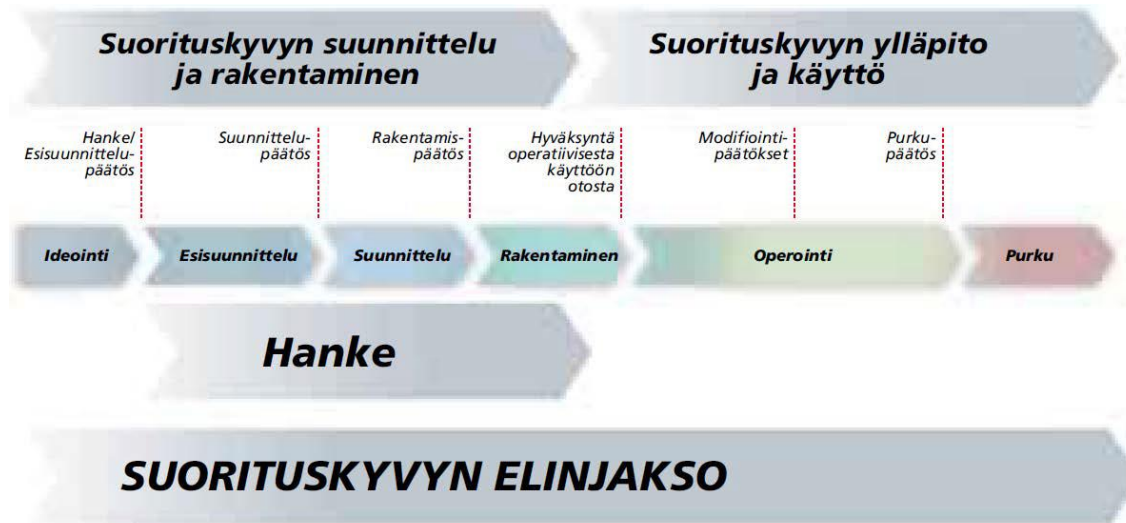 Suorituskyvyn suunnittelu
ja rakentaminen
Suorituskyvyn ylläpito
ja käyttö
Hanke/
Esisuunnittelu-
päätös
Suunnittelu-
päätös
Rakentamis-
päätös
Hyväksyntä
operatiivisesta
käyttöön
otosta
Modifiointi-
päätökset
Purku-
päätös
Ideointi
Esisuunnittelu
Suunnittelu
Rakentaminen
Operointi
Purku
Hanke
SUORITUSKYVYN ELINJAKSO